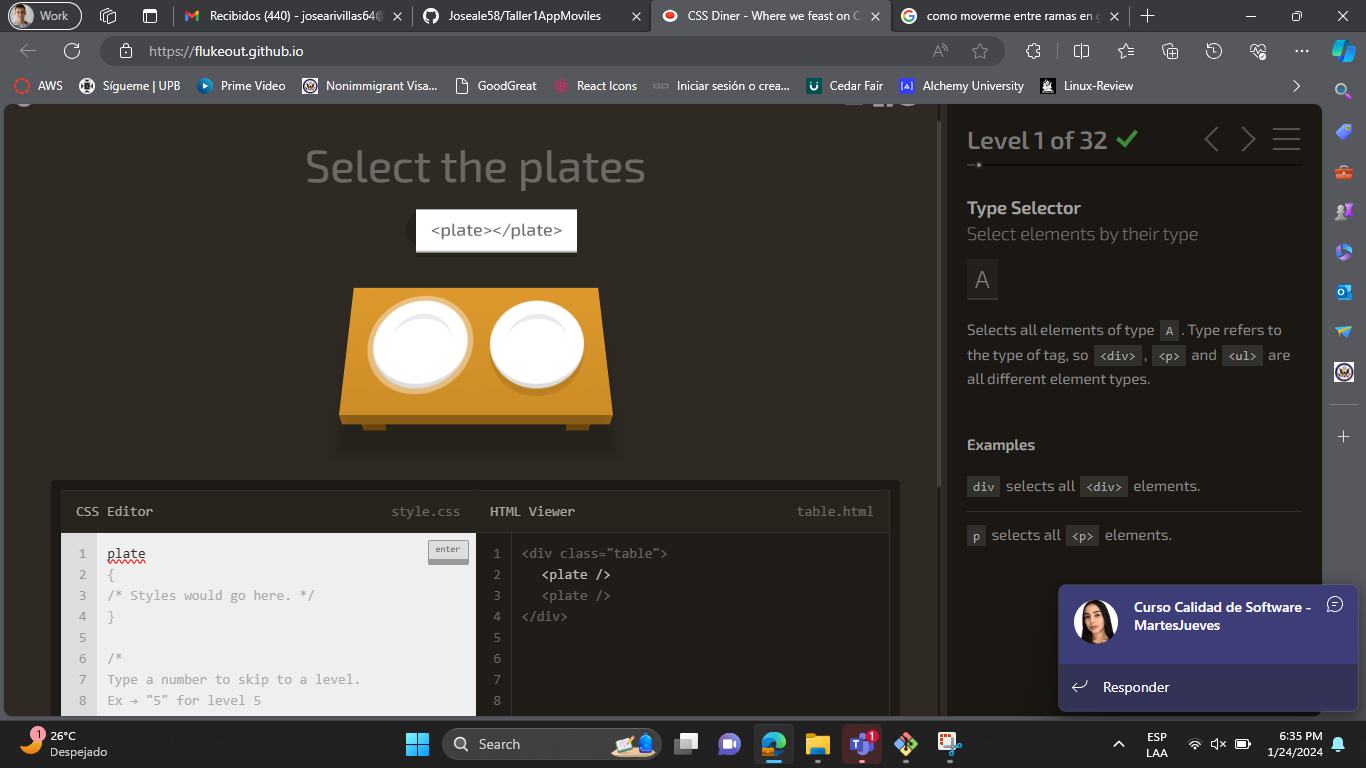 Work
Recibidos (440) - josearivillas64@
Joseale58/Taller1AppMoviles
CSS Diner - Where we feast on C
como moverme entre ramas en g
https://flukeout.github.io
AWS
Sígueme | UPB
Prime Video
Nonimmigrant Visa...
GoodGreat
React Icons
Iniciar sesión o crea...
Cedar Fair
Alchemy University
Linux-Review
Select the plates
<plate></plate>
CSS Editor
style.css
HTML Viewer
table.html
1 plate
enter
2 {
3 /* Styles would go here. */
4 }
5
6 /*
7 Type a number to skip to a level.
8 Ex → "5" for level 5
1 <div class="table">
2 <plate />
3 <plate />
4 </div>
5
6
7
8
Level 1 of 32
Type Selector
Select elements by their type
A
Selects all elements of type A . Type refers to
the type of tag, so <div> , <p> and <ul> are
all different element types.
Examples
div selects all <div> elements.
p selects all <p> elements.
Curso Calidad de Software -
MartesJueves
Responder
1
26°C
Despejado
Search
1
ESP
LAA
6:35 PM
1/24/2024